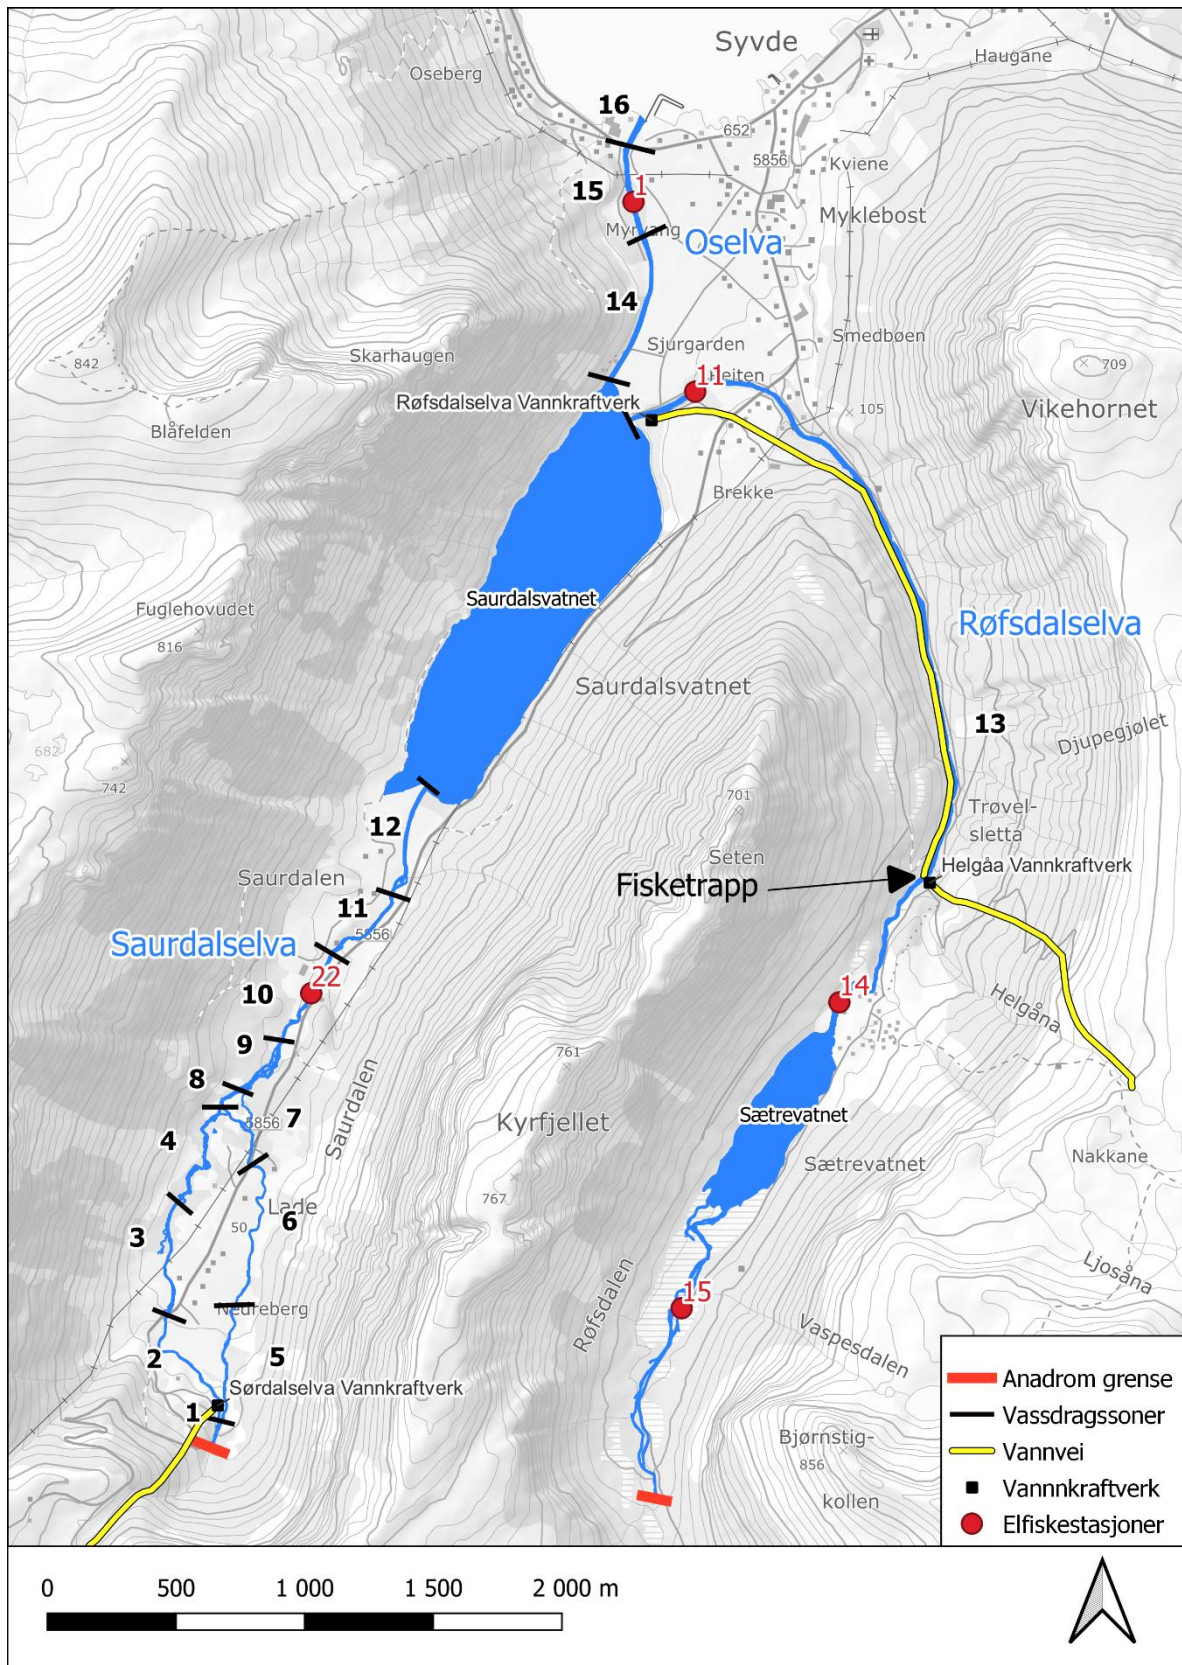 Syvde
Oseberg
Haugane
16
652
5856
Kviene
15
1
Myrvang
Myklebost
Oselva
14
Smedbøen
Sjurgarden
Skarhaugen
842
709
11
Røfsdalselva Vannkraftverk
105
Vikehornet
Blåfelden
Brekke
Saurdalsvatnet
Fuglehovudet
816
Røfsdalselva
Saurdalsvatnet
13
Djupegjølet
682
742
701
Trøvel-
sletta
12
Seten
Helgåa Vannkraftverk
Saurdalen
Fisketrapp
11
5856
Saurdalselva
22
14
10
Helgåna
9
761
8
Saurdalen
Sætrevatnet
7
5856
Kyrfjellet
4
Sætrevatnet
Nakkane
767
Lade
6
3
50
Røfsdalen
Ljosåna
15
Nedreberg
Vaspesdalen
2
5
Sørdalselva Vannkraftverk
1
Bjørnstig-
856
kollen
Anadrom grense
Vassdragssoner
Vannvei
Vannnkraftverk
Elfiskestasjoner
0 500 1 000 1 500 2 000 m